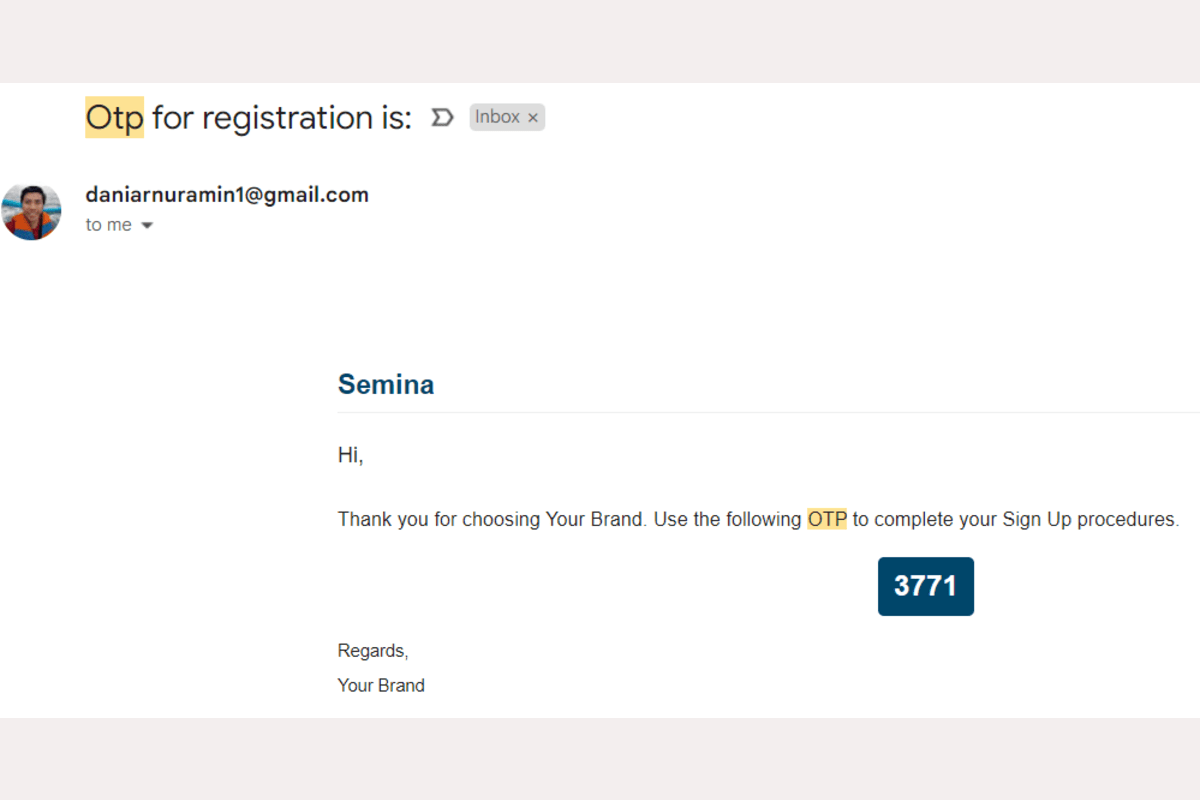 Otp for registration is: Inbox ×
daniarnuramin1@gmail.com
to me
Semina
Hi,
Thank you for choosing Your Brand. Use the following OTP to complete your Sign Up procedures.
3771
Regards,
Your Brand